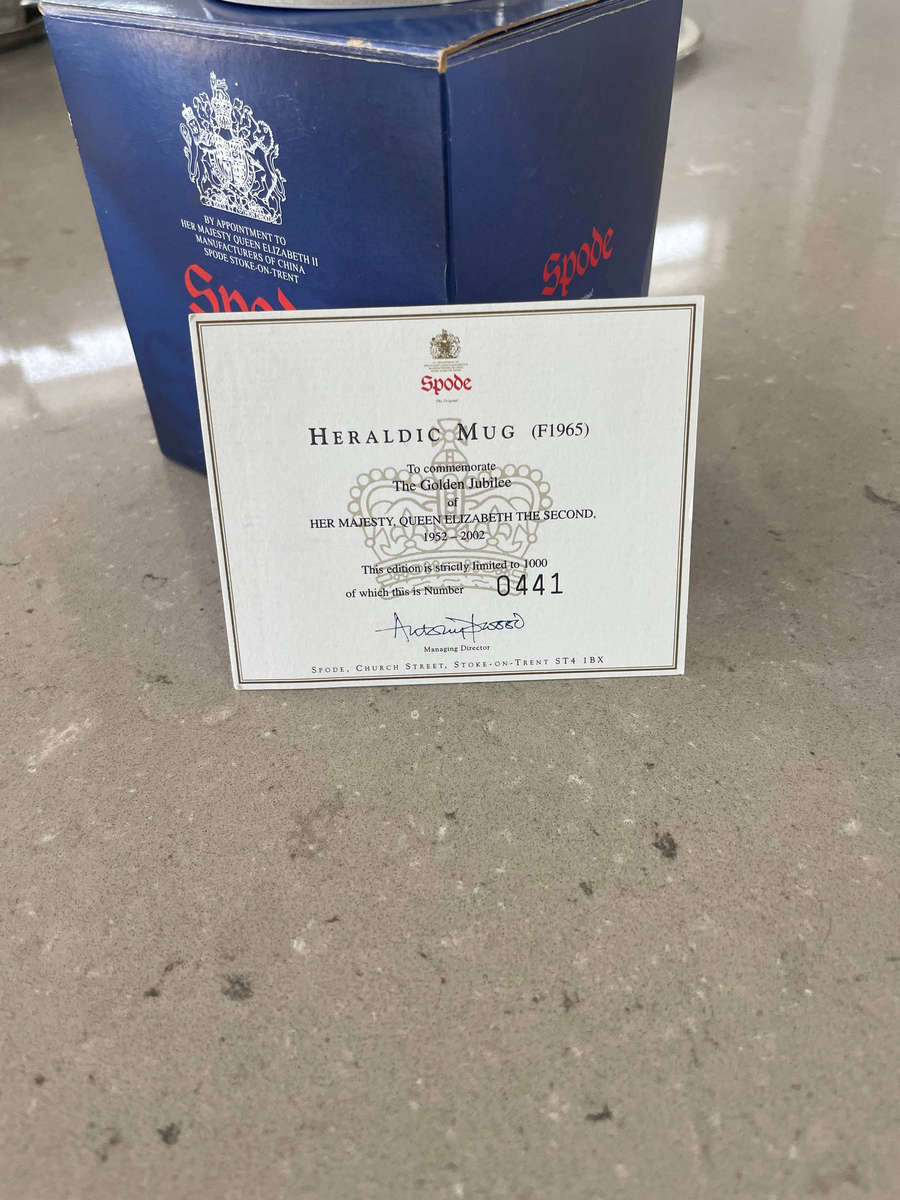 BY APPOINTMENT TO
HER MAJESTY QUEEN ELIZABETH II
MANUFACTURERS OF CHINA
SPODE STOKE-ON-TRENT
Spode
Spode
Spode
The Original
HERALDIC MUG (F1965)
To commemorate
The Golden Jubilee
of
HER MAJESTY, QUEEN ELIZABETH THE SECOND,
1952 – 2002
This edition is strictly limited to 1000
of which this is Number 0441
Managing Director
SPODE, CHURCH STREET, STOKE-ON-TRENT ST4 1BX